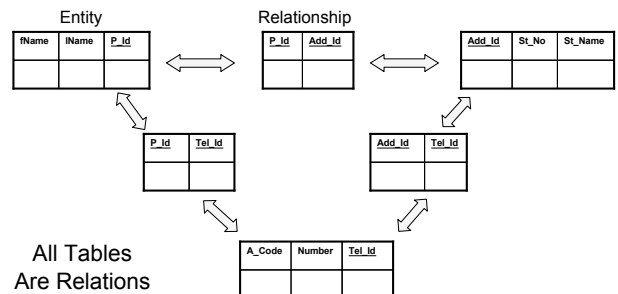 Entity Relationship
fName lName P_Id
P_Id Add_Id
Add_Id St_No St_Name
P_Id Tel_Id
Add_Id Tel_Id
A_Code Number Tel_Id
All Tables
Are Relations